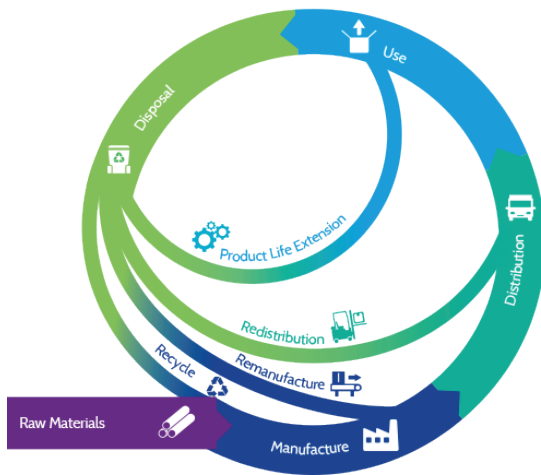 Use
Disposal
Distribution
Product Life Extension
Redistribution
Remanufacture
Recycle
Raw Materials
Manufacture